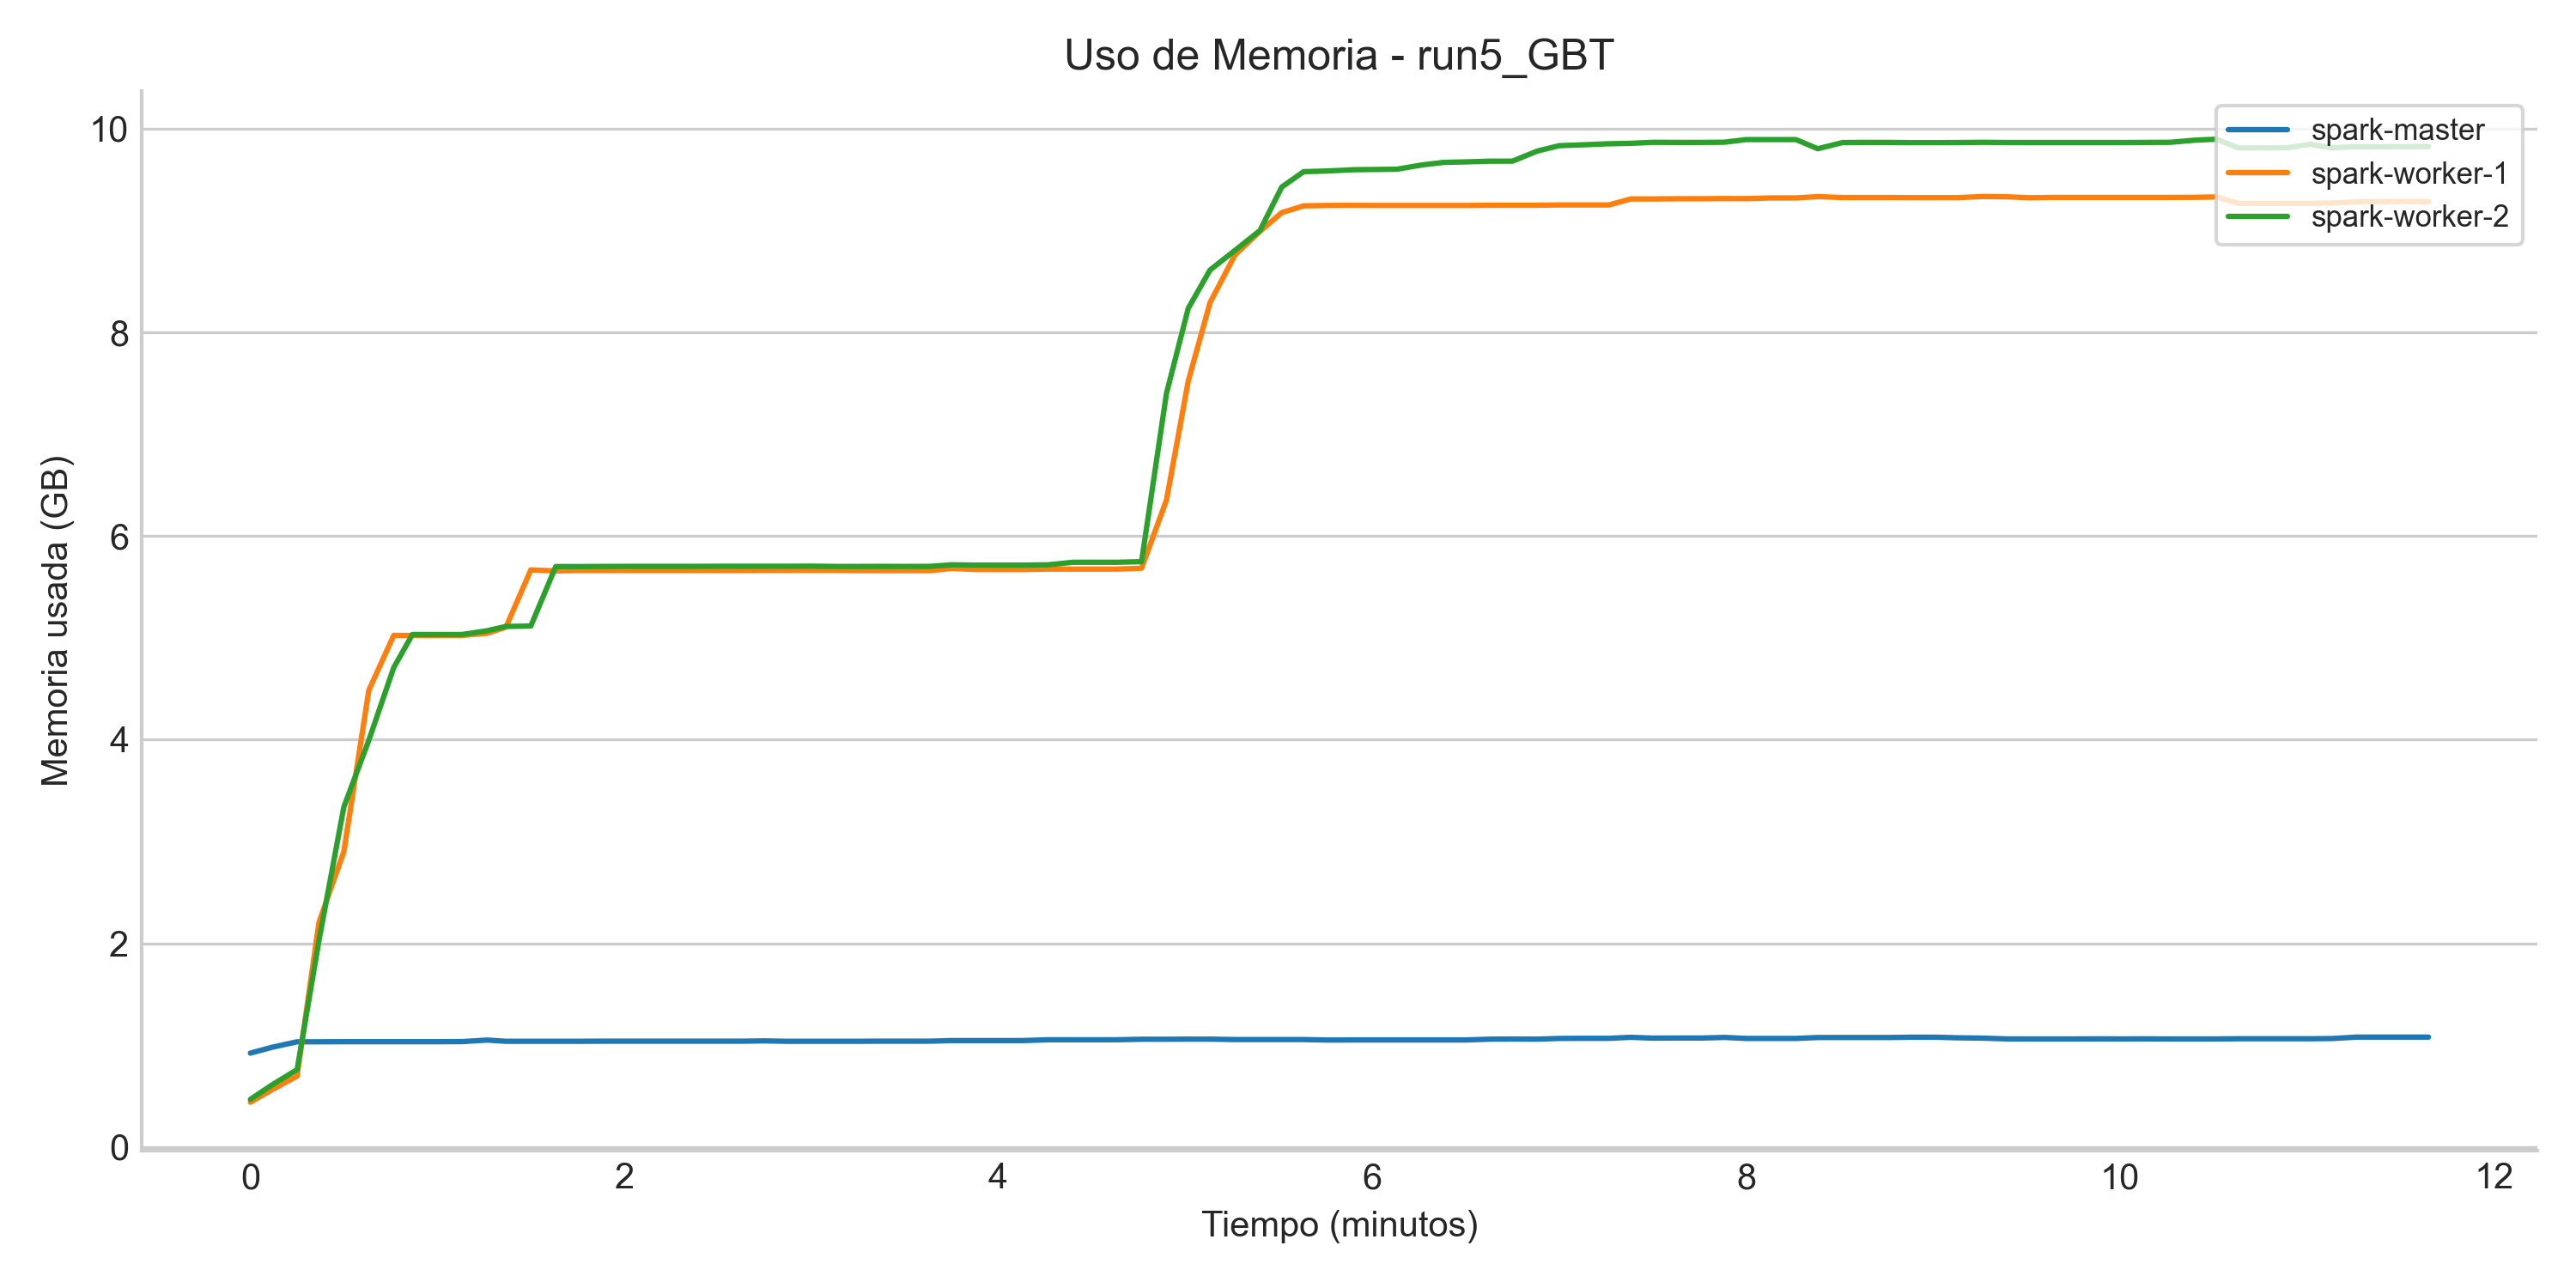 Uso de Memoria - run5_GBT
spark-master
spark-worker-1
spark-worker-2
Memoria usada (GB)
10
8
6
4
2
0
0 2 4 6 8 10 12
Tiempo (minutos)